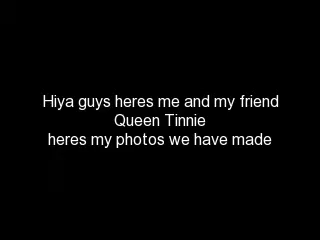 Hiya guys heres me and my friend
Queen Tinnie
heres my photos we have made